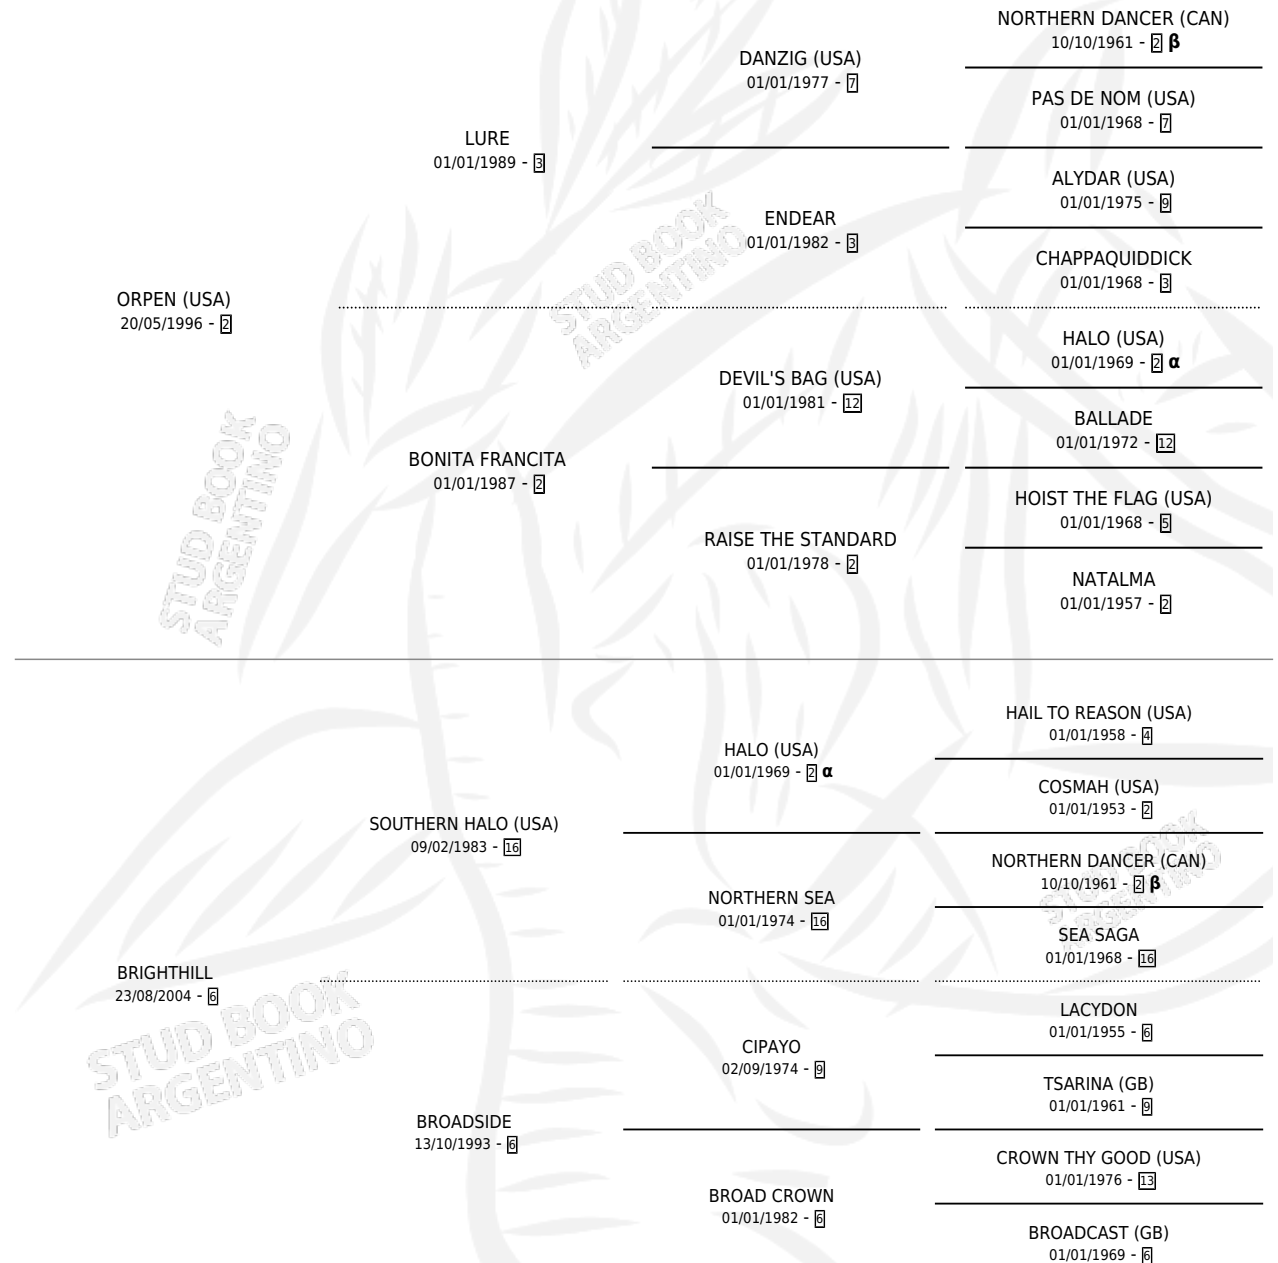 NORTHERN DANCER (CAN)
10/10/1961 - 2 β
DANZIG (USA)
01/01/1977 - 7
PAS DE NOM (USA)
01/01/1968 - 7
LURE
01/01/1989 - 3
ALYDAR (USA)
01/01/1975 - 9
ENDEAR
01/01/1982 - 3
CHAPPAQUIDDICK
01/01/1968 - 3
ORPEN (USA)
20/05/1996 - 2
HALO (USA)
01/01/1969 - 2 α
DEVIL'S BAG (USA)
01/01/1981 - 12
BALLADE
01/01/1972 - 12
BONITA FRANCITA
01/01/1987 - 2
HOIST THE FLAG (USA)
01/01/1968 - 5
RAISE THE STANDARD
01/01/1978 - 2
NATALMA
01/01/1957 - 2
HAIL TO REASON (USA)
01/01/1958 - 4
HALO (USA)
01/01/1969 - 2 α
COSMAH (USA)
01/01/1953 - 2
SOUTHERN HALO (USA)
09/02/1983 - 16
NORTHERN DANCER (CAN)
10/10/1961 - 2 β
NORTHERN SEA
01/01/1974 - 16
SEA SAGA
01/01/1968 - 16
BRIGHTHILL
23/08/2004 - 6
LACYDON
01/01/1955 - 6
CIPAYO
02/09/1974 - 9
TSARINA (GB)
01/01/1961 - 9
BROADSIDE
13/10/1993 - 6
CROWN THY GOOD (USA)
01/01/1976 - 13
BROAD CROWN
01/01/1982 - 6
BROADCAST (GB)
01/01/1969 - 6
STUD BOOK
ARGENTINO
STUD BOOK
ARGENTINO
STUD BOOK
ARGENTINO
STUD BOOK
ARGENTINO